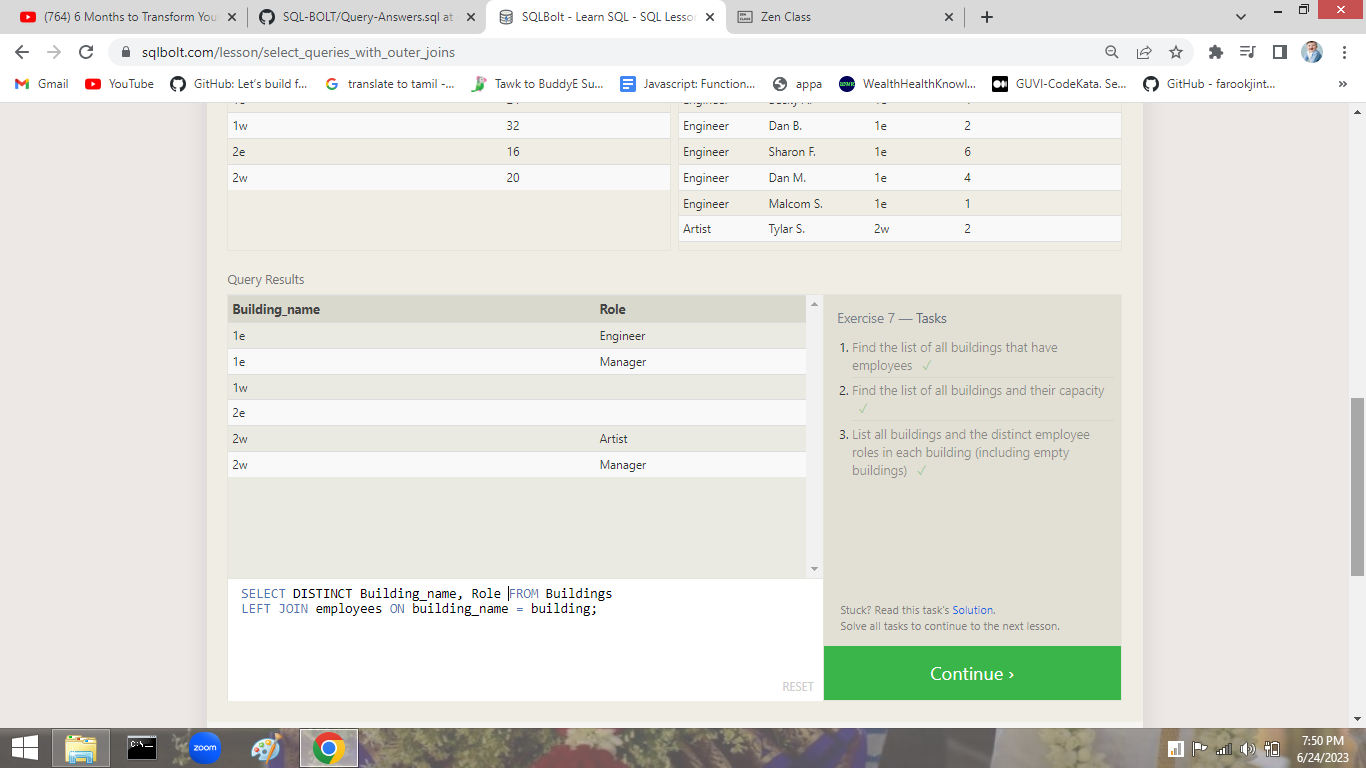 (764) 6 Months to Transform You
SQL-BOLT/Query-Answers.sql at
SQLBolt - Learn SQL - SQL Lesson
Zen Class
sqlbolt.com/lesson/select_queries_with_outer_joins
Gmail
YouTube
GitHub: Let's build f...
translate to tamil -...
Tawk to BuddyE Su...
Javascript: Function...
appa
WealthHealthKnowl...
GUVI-CodeKata. Se...
GitHub - farookjint...
»
1w 32
2e 16
2w 20
Engineer Dan B. 1e 2
Engineer Sharon F. 1e 6
Engineer Dan M. 1e 4
Engineer Malcom S. 1e 1
Artist Tylar S. 2w 2
Query Results
Building_name Role
1e Engineer
1e Manager
1w
2e
2w Artist
2w Manager
Exercise 7 — Tasks
1. Find the list of all buildings that have
employees ✓
2. Find the list of all buildings and their capacity
✓
3. List all buildings and the distinct employee
roles in each building (including empty
buildings) ✓
SELECT DISTINCT Building_name, Role FROM Buildings
LEFT JOIN employees ON building_name = building;
RESET
Stuck? Read this task's Solution.
Solve all tasks to continue to the next lesson.
Continue ›
C:\_
zoom
7:50 PM
6/24/2023